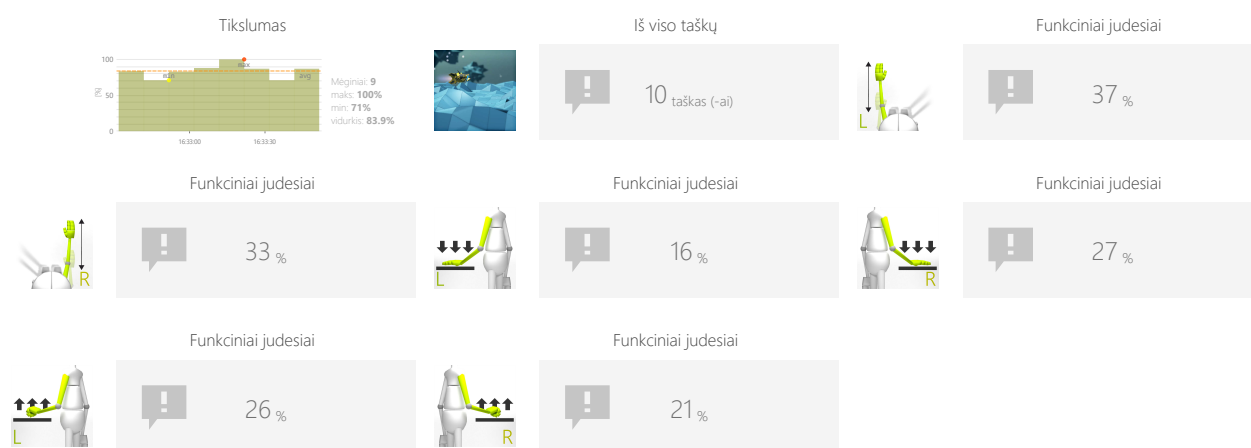 Tikslumas
Iš viso taškų
Funkciniai judesiai
100
50
0
[%]
min
max
avg
16:33:00
16:33:30
Mėginiai: 9
maks: 100%
min: 71%
vidurkis: 83.9%
10 taškas (-ai)
L
37 %
Funkciniai judesiai
Funkciniai judesiai
Funkciniai judesiai
R
33 %
L
16 %
R
27 %
Funkciniai judesiai
Funkciniai judesiai
L
26 %
R
21 %